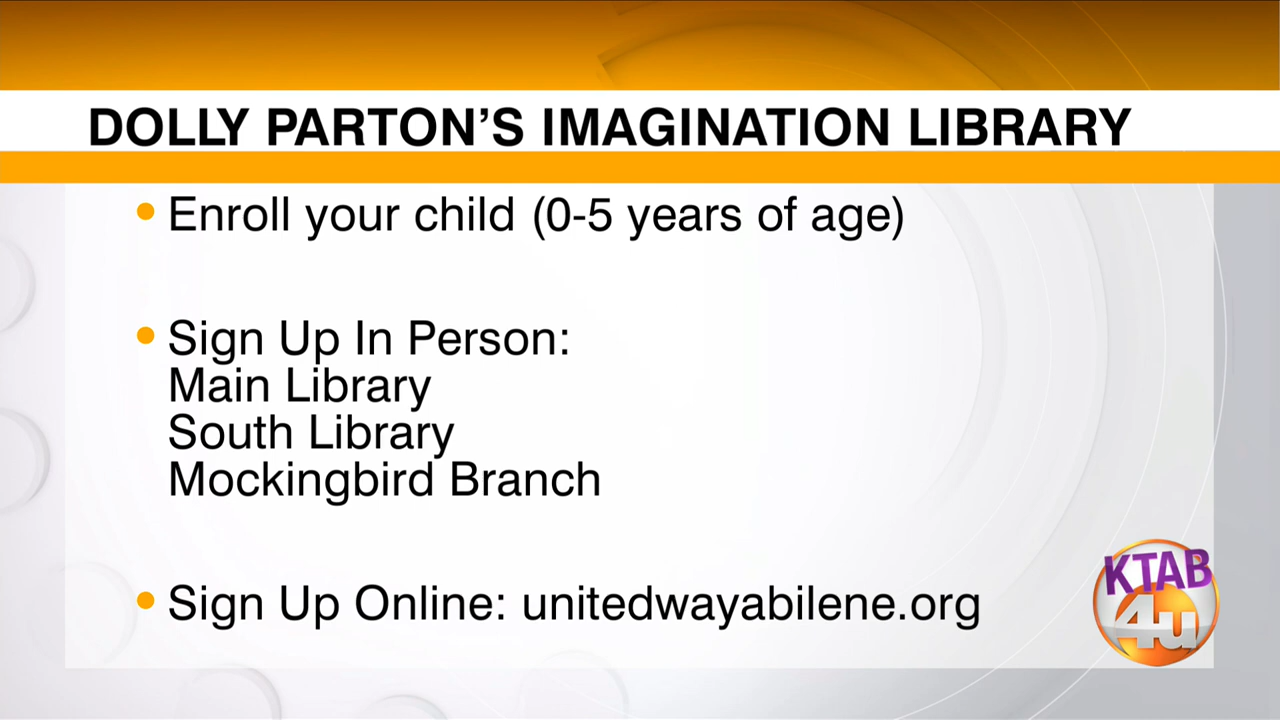 DOLLY PARTON'S IMAGINATION LIBRARY
• Enroll your child (0-5 years of age)
• Sign Up In Person:
Main Library
South Library
Mockingbird Branch
• Sign Up Online: unitedwayabilene.org
KTAB
4u